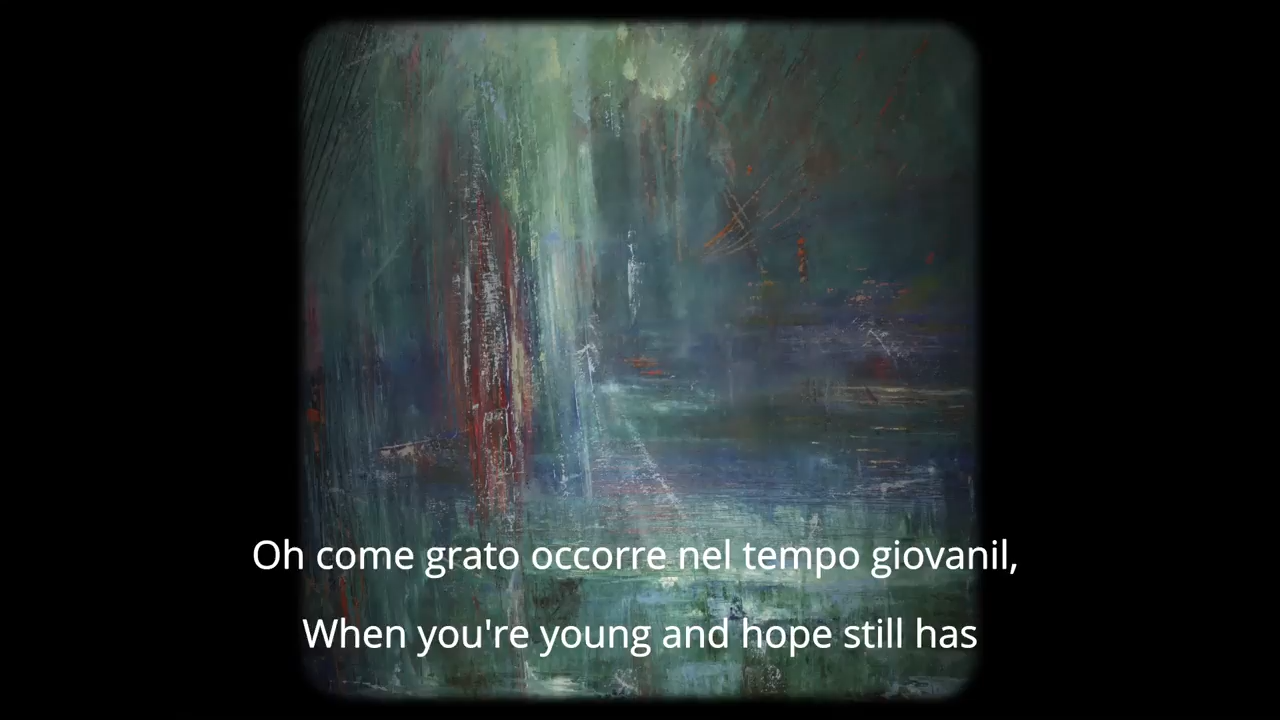 Oh come grato occorre nel tempo giovanil,
When you're young and hope still has